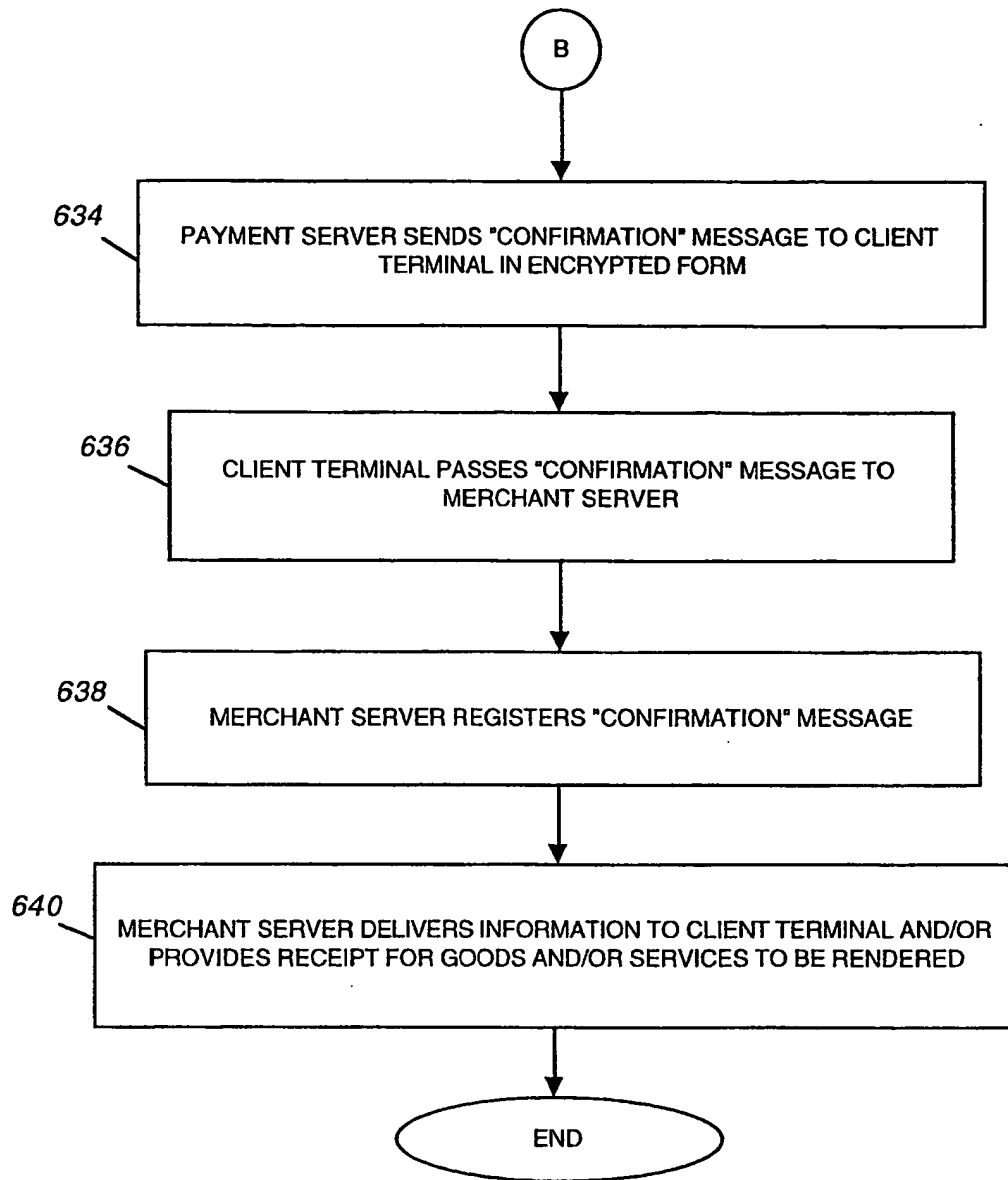 B
634
PAYMENT SERVER SENDS "CONFIRMATION" MESSAGE TO CLIENT
TERMINAL IN ENCRYPTED FORM
636
CLIENT TERMINAL PASSES "CONFIRMATION" MESSAGE TO
MERCHANT SERVER
638
MERCHANT SERVER REGISTERS "CONFIRMATION" MESSAGE
640
MERCHANT SERVER DELIVERS INFORMATION TO CLIENT TERMINAL AND/OR
PROVIDES RECEIPT FOR GOODS AND/OR SERVICES TO BE RENDERED
END